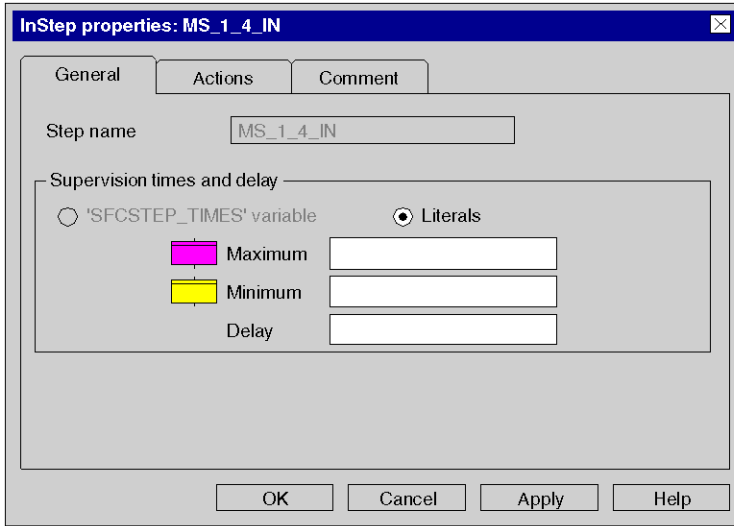 InStep properties: MS_1_4_IN
General Actions Comment
Step name MS_1_4_IN
Supervision times and delay
'SFCSTEP_TIMES' variable Literals
Maximum
Minimum
Delay
OK Cancel Apply Help